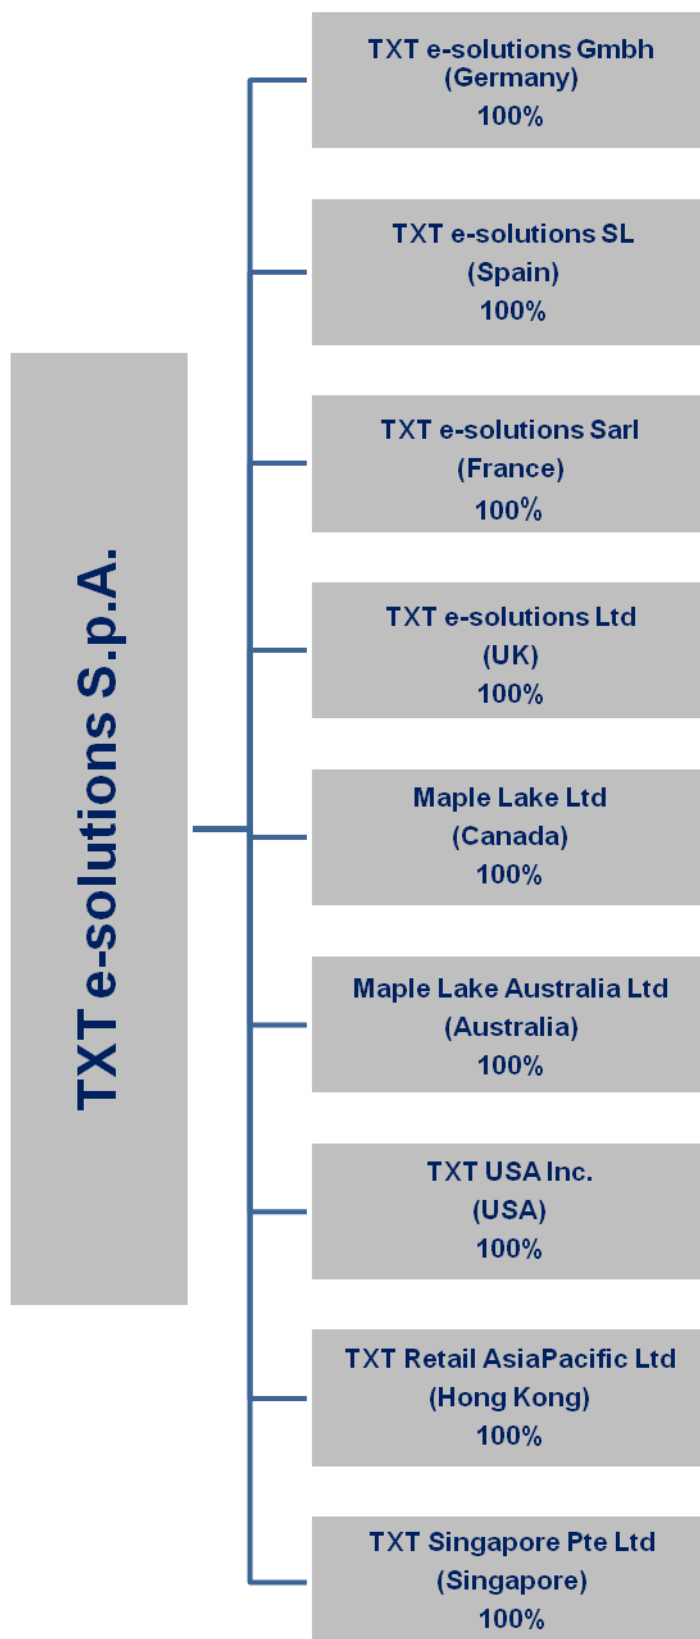 TXT e-solutions S.p.A.
TXT e-solutions Gmbh
(Germany)
100%
TXT e-solutions SL
(Spain)
100%
TXT e-solutions Sarl
(France)
100%
TXT e-solutions Ltd
(UK)
100%
Maple Lake Ltd
(Canada)
100%
Maple Lake Australia Ltd
(Australia)
100%
TXT USA Inc.
(USA)
100%
TXT Retail AsiaPacific Ltd
(Hong Kong)
100%
TXT Singapore Pte Ltd
(Singapore)
100%